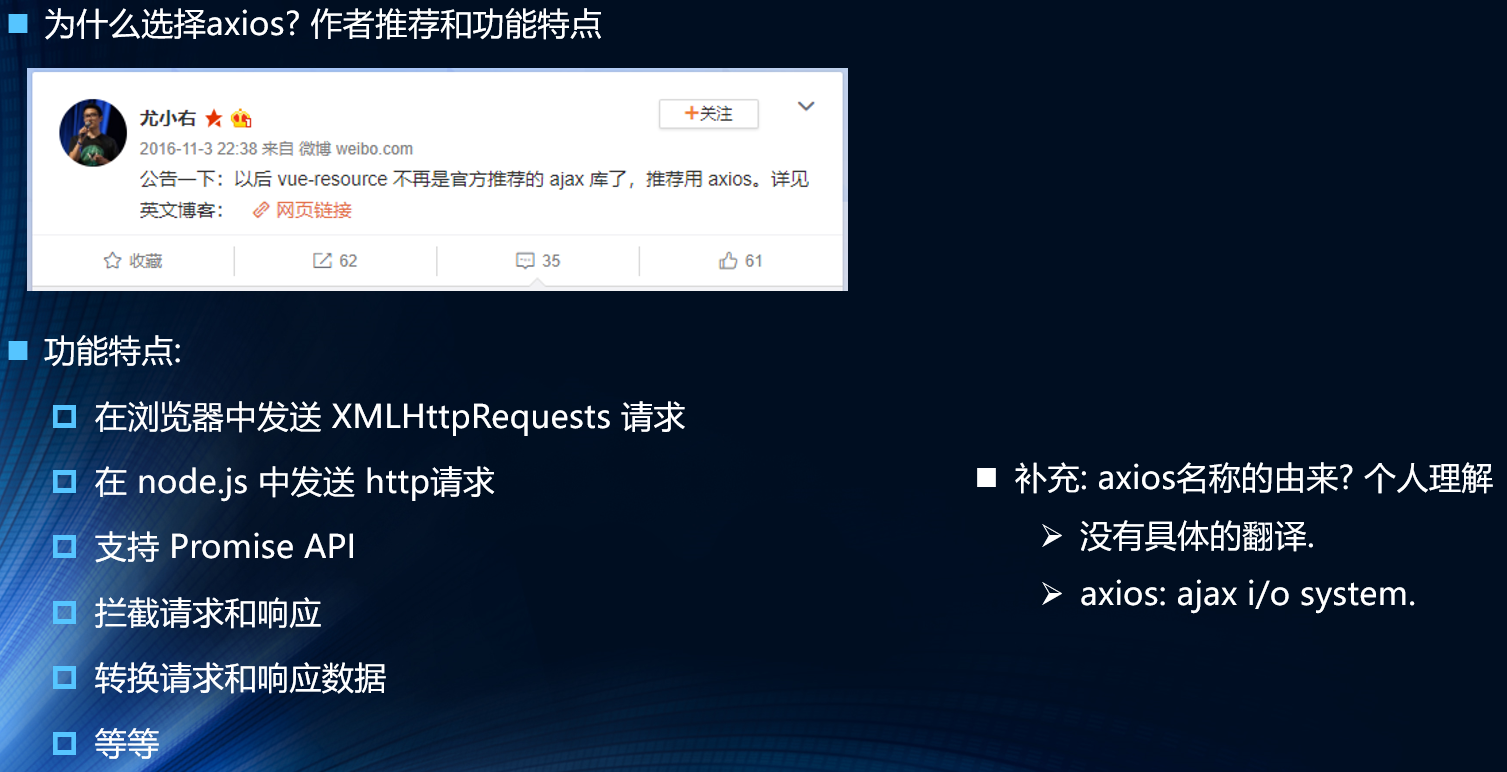 为什么选择axios? 作者推荐和功能特点
尤小右
+关注
2016-11-3 22:38 来自 微博 weibo.com
公告一下：以后 vue-resource 不再是官方推荐的 ajax 库了，推荐用 axios。详见
英文博客： 网页链接
收藏
62
35
61
功能特点:
在浏览器中发送 XMLHttpRequests 请求
在 node.js 中发送 http请求
支持 Promise API
拦截请求和响应
转换请求和响应数据
等等
补充: axios名称的由来? 个人理解
没有具体的翻译.
axios: ajax i/o system.